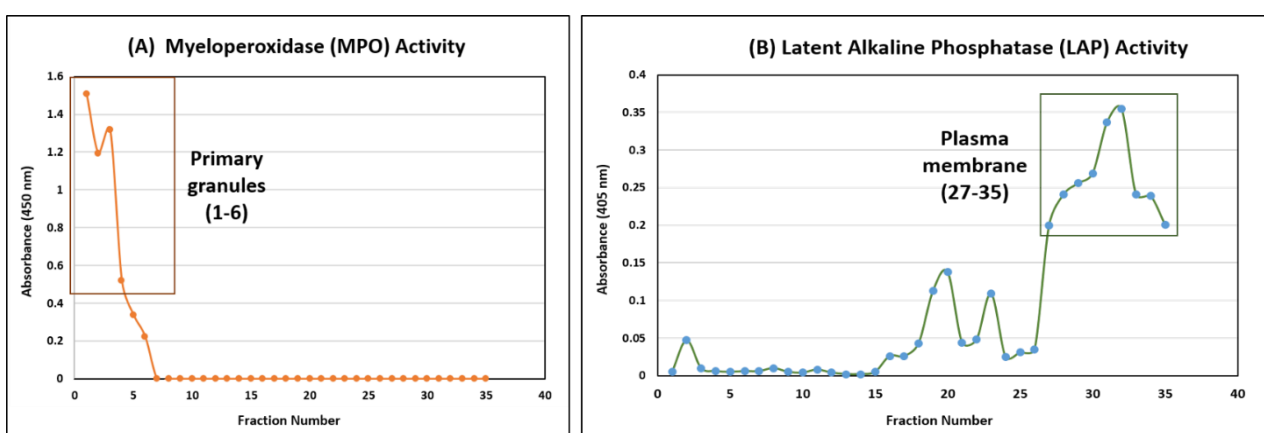 (A) Myeloperoxidase (MPO) Activity
1.6
1.4
1.2
1
0.8
0.6
0.4
0.2
0
Absorbance (450 nm)
Primary
granules
(1-6)
0 5 10 15 20 25 30 35 40
Fraction Number
(B) Latent Alkaline Phosphatase (LAP) Activity
0.4
0.35
0.3
0.25
0.2
0.15
0.1
0.05
0
Absorbance (405 nm)
Plasma
membrane
(27-35)
0 5 10 15 20 25 30 35 40
Fraction Number